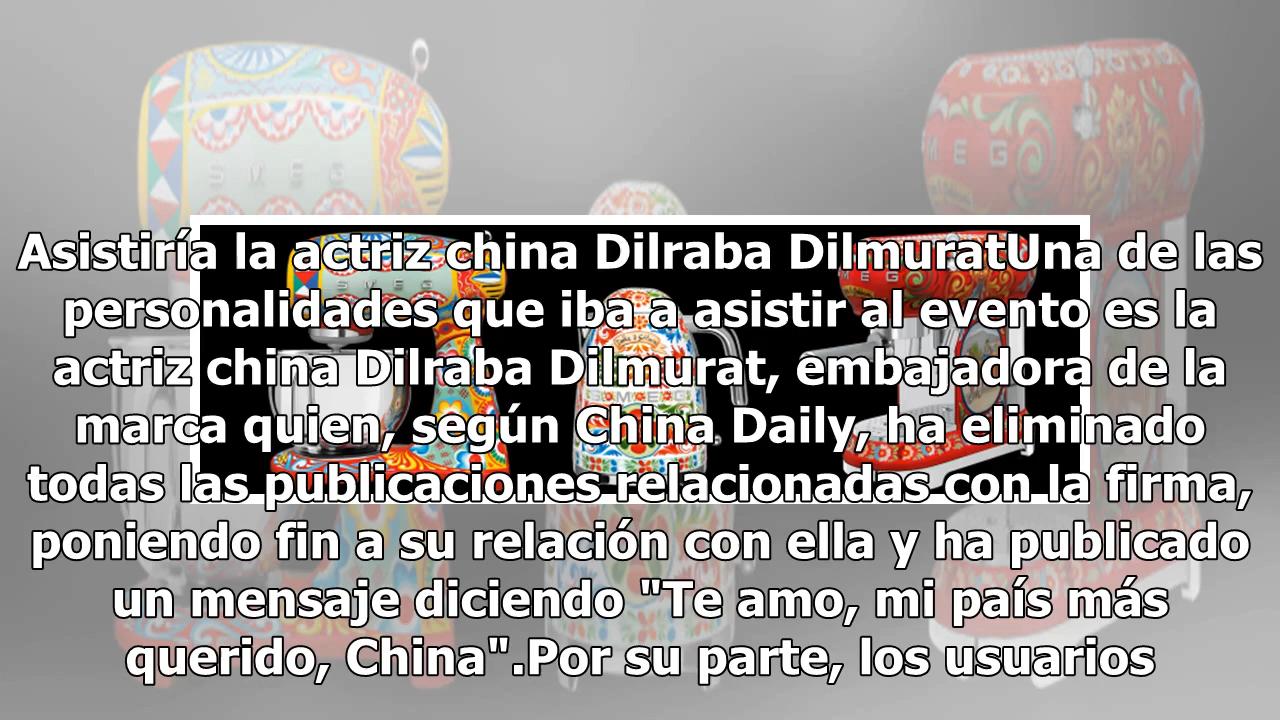 SMEG
MEG
Asistiría la actriz china Dilraba DilmuratUna de las
personalidades que iba a asistir al evento es la
actriz china Dilraba Dilmurat, embajadora de la
marca quien, según China Daily, ha eliminado
todas las publicaciones relacionadas con la firma,
poniendo fin a su relación con ella y ha publicado
un mensaje diciendo "Te amo, mi país más
querido, China".Por su parte, los usuarios